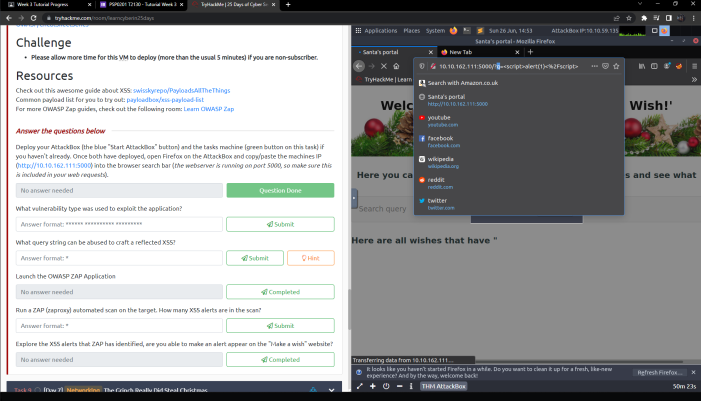 Week 3 Tutorial Progress
PSP6201 T2130 - Tutorial Week 3
TryHackMe | 25 Days of Cyber S
tryhackme.com/room/learncyberin25days
Challenge
• Please allow more time for this VM to deploy (more than the usual 5 minutes) if you are non-subscriber.
Resources
Check out this awesome guide about XSS: swisskyrepo/PayloadsAllTheThings
Common payload list for you to try out: payloadbox/xss-payload-list
For more OWASP Zap guides, check out the following room: Learn OWASP Zap
Answer the questions below
Deploy your AttackBox (the blue "Start AttackBox" button) and the tasks machine (green button on this task) if
you haven't already. Once both have deployed, open Firefox on the AttackBox and copy/paste the machines IP
(http://10.10.162.111:5000) into the browser search bar (the webserver is running on port 5000, so make sure this
is included in your web requests).
No answer needed
Question Done
What vulnerability type was used to exploit the application?
Answer format: ****** ********** *********
Submit
What query string can be abused to craft a reflected XSS?
Answer format: *
Submit
Hint
Launch the OWASP ZAP Application
No answer needed
Completed
Run a ZAP (zaproxy) automated scan on the target. How many XSS alerts are in the scan?
Answer format: *
Submit
Explore the XSS alerts that ZAP has identified, are you able to make an alert appear on the "Make a wish" website?
No answer needed
Completed
Task 9
[Day 7]
Networking
The Grinch Really Did Steal Christmas
Applications
Places
System
Sun 26 Jun, 14:53
AttackBox IP:10.10.59.135
Santa's portal - Mozilla Firefox
Santa's portal
New Tab
10.10.162.111:5000/?q=<script>alert(1)<%2Fscript>
TryHackMe | Learn
Search with Amazon.co.uk
Santa's portal
http://10.10.162.111:5000
youtube
youtube.com
facebook
facebook.com
wikipedia
wikipedia.org
reddit
reddit.com
twitter
twitter.com
Welc
Wish!'
Here you ca
s and see what
Search query
Here are all wishes that have "
Transferring data from 10.10.162.111...
It looks like you haven't started Firefox in a while. Do you want to clean it up for a fresh, like-new
experience? And by the way, welcome back!
Refresh Firefox...
THM AttackBox
50m 23s